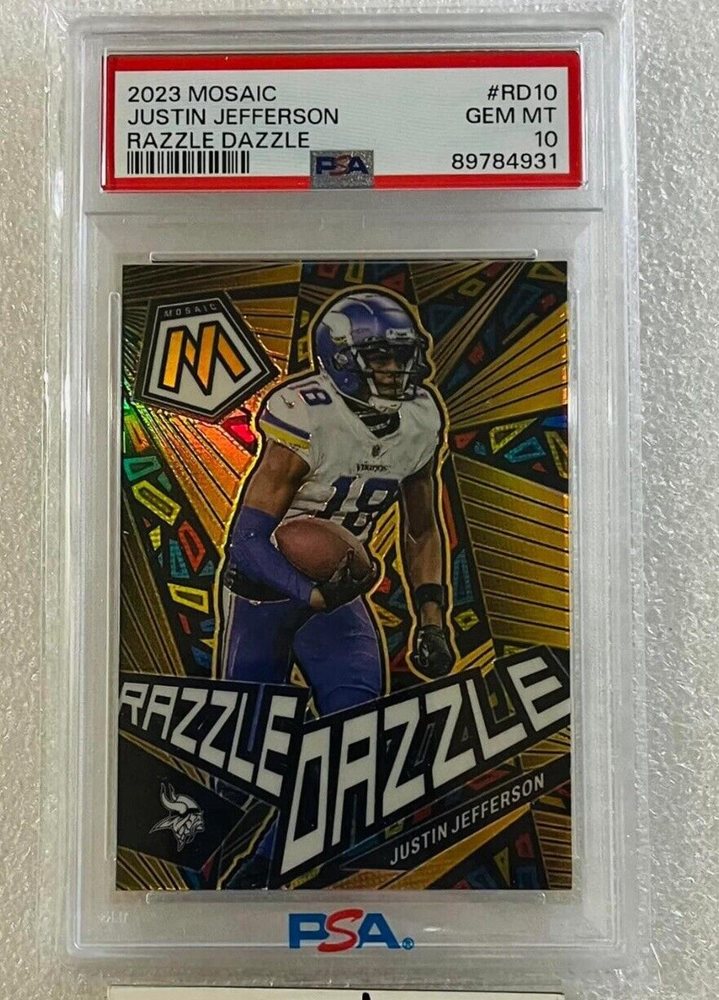 2023 MOSAIC #RD10
JUSTIN JEFFERSON GEM MT
RAZZLE DAZZLE 10
PSA 89784931
MOSAIC
M
18
VIKINGS
18
RAZZLE
DAZZLE
JUSTIN JEFFERSON
PSA®